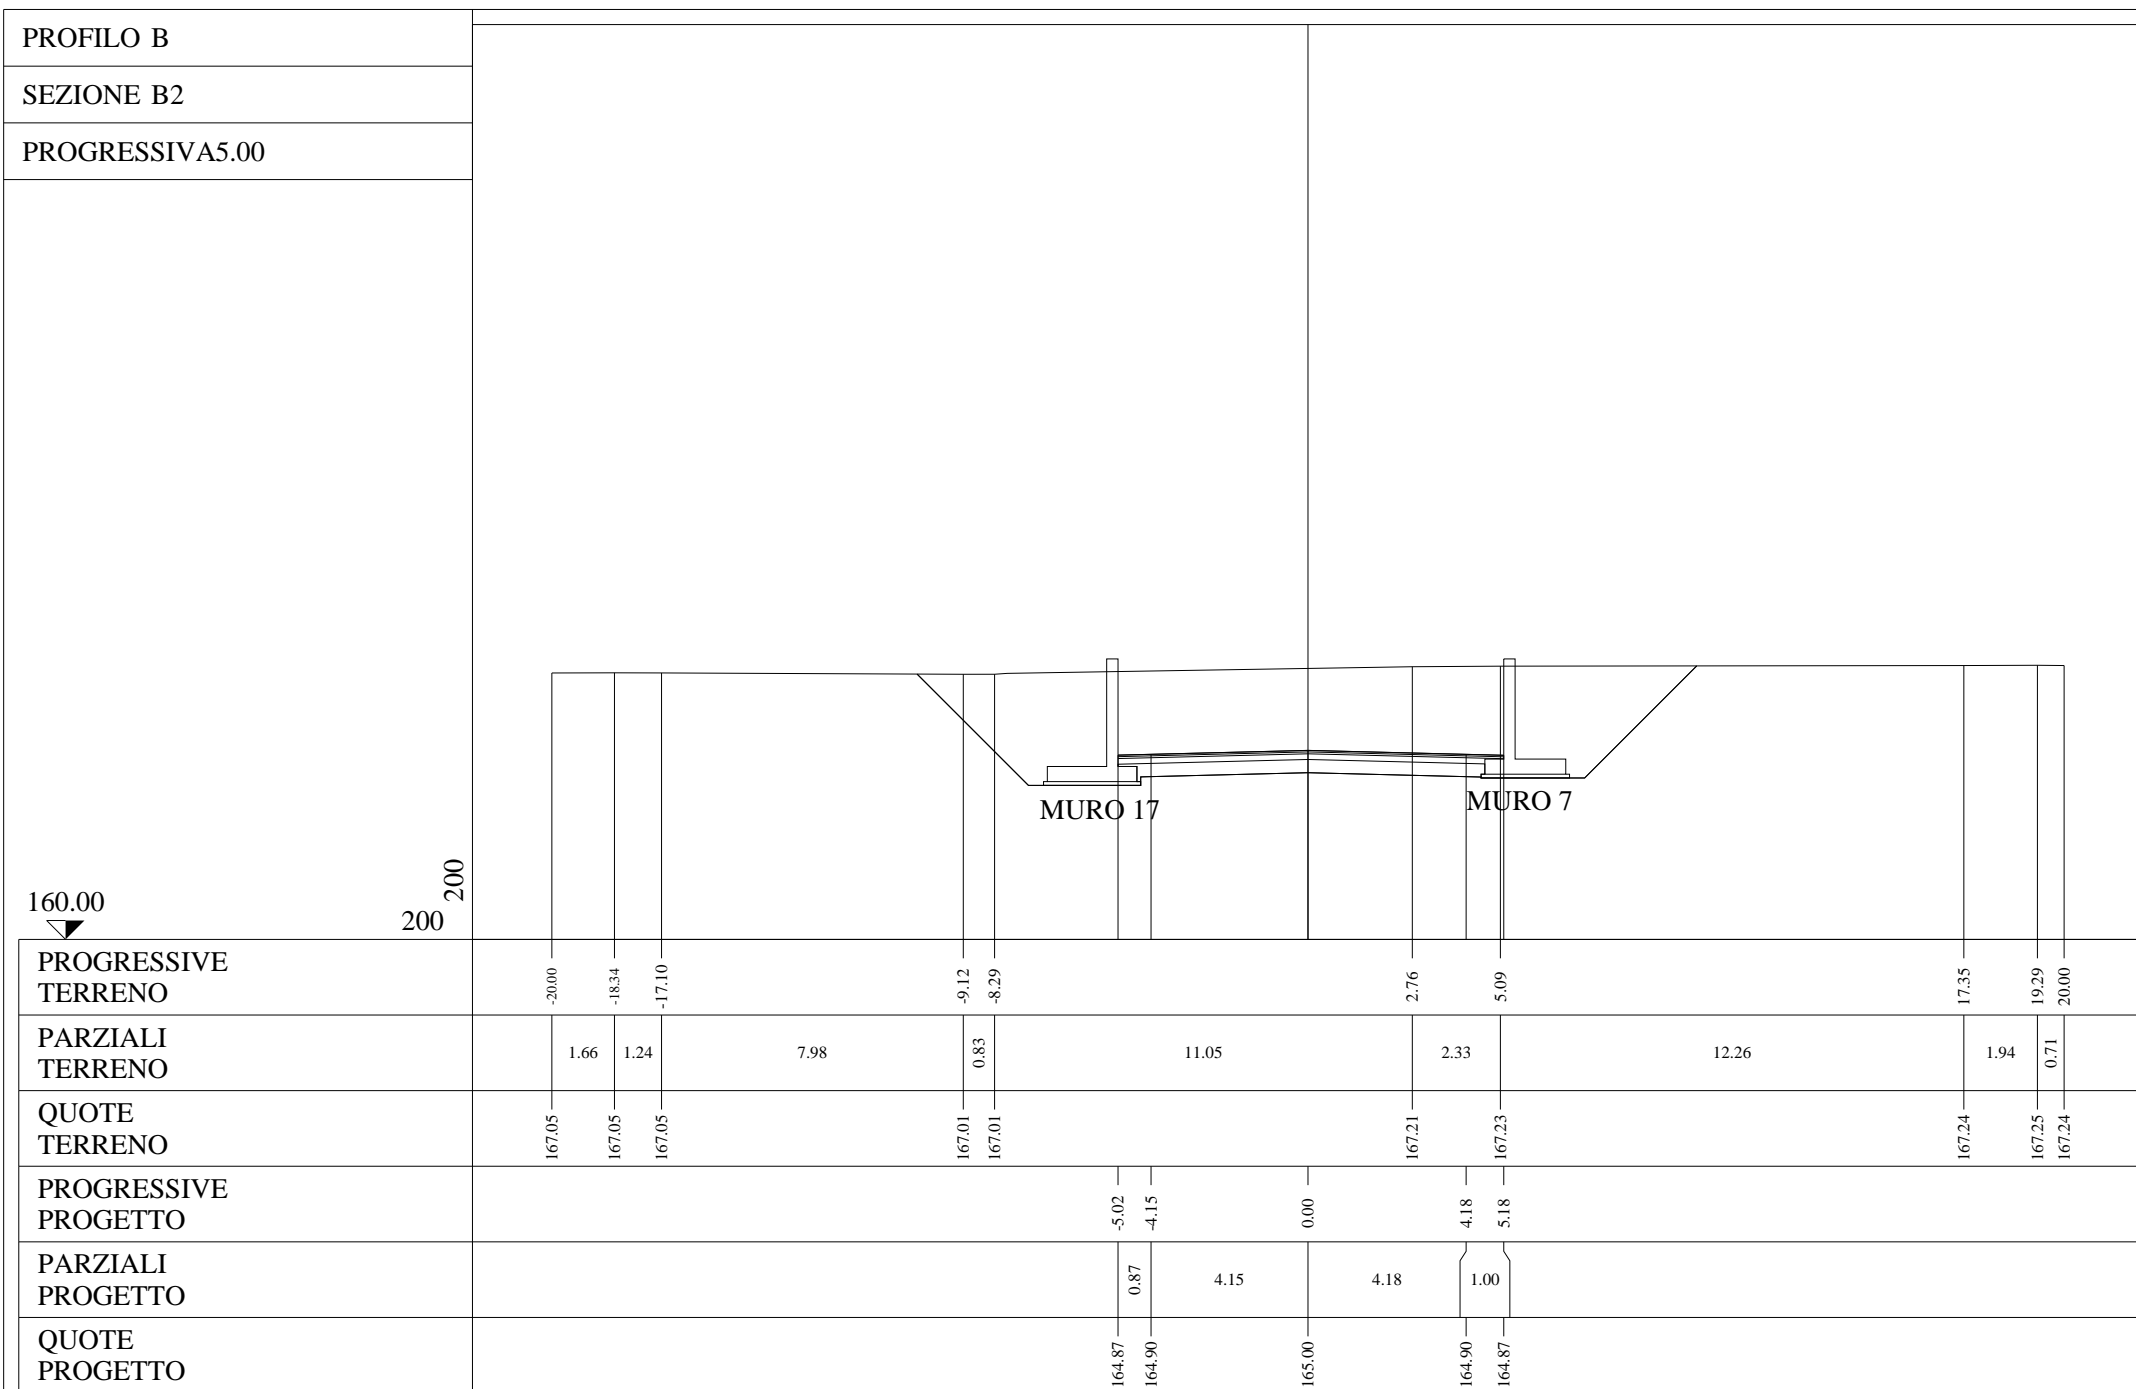 PROFILO B
SEZIONE B2
PROGRESSIVA5.00
MURO 17
MURO 7
200
160.00
200
PROGRESSIVE
TERRENO
-20.00 -18.34 -17.10 -9.12 -8.29 2.76 5.09 17.35 19.29 20.00
PARZIALI
TERRENO
1.66 1.24 7.98 0.83 11.05 2.33 12.26 1.94 0.71
QUOTE
TERRENO
167.05 167.05 167.05 167.01 167.01 167.21 167.23 167.24 167.25 167.24
PROGRESSIVE
PROGETTO
-5.02 -4.15 0.00 4.18 5.18
PARZIALI
PROGETTO
0.87 4.15 4.18 1.00
QUOTE
PROGETTO
164.87 164.90 165.00 164.90 164.87